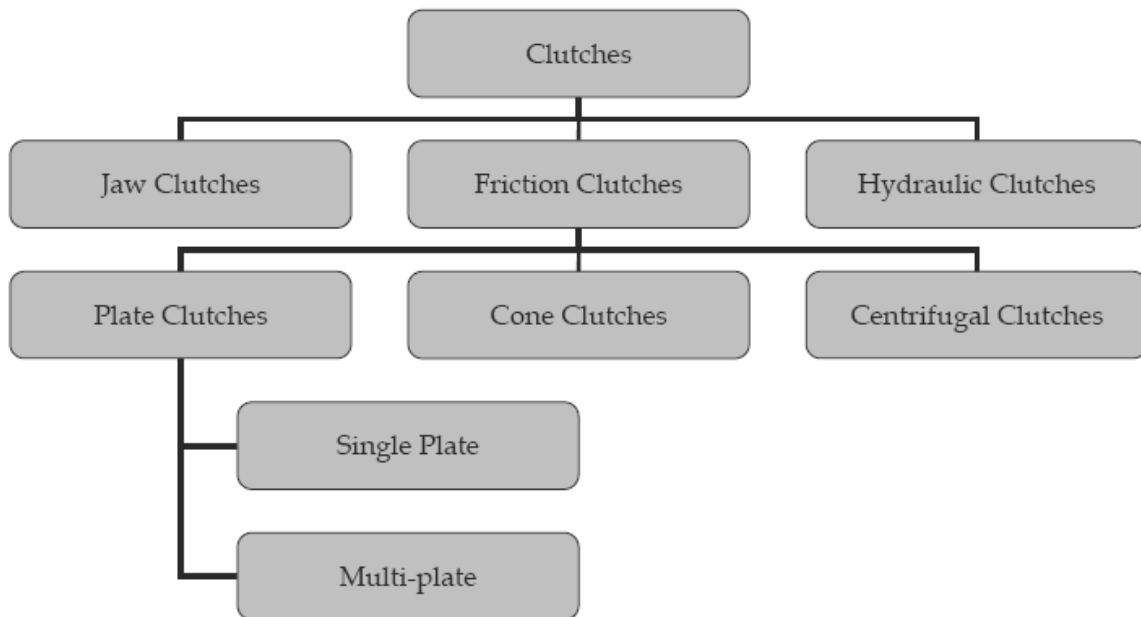 Clutches
Jaw Clutches
Friction Clutches
Hydraulic Clutches
Plate Clutches
Cone Clutches
Centrifugal Clutches
Single Plate
Multi-plate